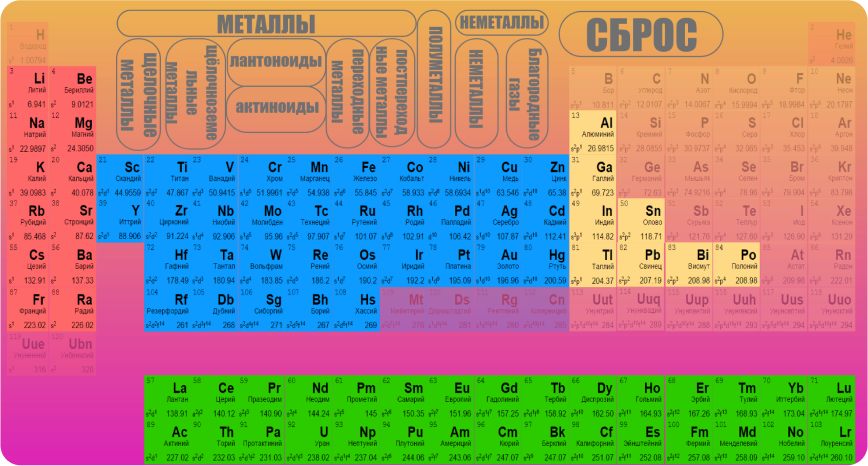 МЕТАЛЛЫ
ПОЛУМЕТАЛЛЫ
НЕМЕТАЛЛЫ
СБРОС
ЩЕЛОЧНЫЕ МЕТАЛЛЫ
ЩЁЛОЧНОЗЕМЕЛЬНЫЕ МЕТАЛЛЫ
ЛАНТОНОИДЫ
АКТИНОИДЫ
ПЕРЕХОДНЫЕ МЕТАЛЛЫ
ПОСТПЕРЕХОДНЫЕ МЕТАЛЛЫ
НЕМЕТАЛЛЫ
Благородные газы
1 2
H He
Водород Гелий
1.00794 4.0026
3 4 5 6 7 8 9 10
Li Be B C N O F Ne
Литий Бериллий Бор Углерод Азот Кислород Фтор Неон
6.941 9.0121 10.811 12.0107 14.0067 15.9994 18.9984 20.1797
11 12 13 14 15 16 17 18
Na Mg Al Si P S Cl Ar
Натрий Магний Алюминий Кремний Фосфор Сера Хлор Аргон
22.9897 24.3050 26.9815 28.0855 30.9737 32.065 35.453 39.948
19 20 21 22 23 24 25 26 27 28 29 30 31 32 33 34 35 36
K Ca Sc Ti V Cr Mn Fe Co Ni Cu Zn Ga Ge As Se Br Kr
Калий Кальций Скандий Титан Ванадий Хром Марганец Железо Кобальт Никель Медь Цинк Галлий Германий Мышьяк Селен Бром Криптон
39.0983 40.078 44.9559 47.867 50.9415 51.9961 54.938 55.845 58.933 58.6934 63.546 65.38 69.723 72.63 74.9216 78.96 79.904 83.798
37 38 39 40 41 42 43 44 45 46 47 48 49 50 51 52 53 54
Rb Sr Y Zr Nb Mo Tc Ru Rh Pd Ag Cd In Sn Sb Te I Xe
Рубидий Стронций Иттрий Цирконий Ниобий Молибден Технеций Рутений Родий Палладий Серебро Кадмий Индий Олово Сурьма Теллур Иод Ксенон
85.468 87.62 88.906 91.224 92.906 95.96 97.907 101.07 102.91 106.42 107.87 112.41 114.82 118.71 121.76 127.60 126.90 131.29
55 56 72 73 74 75 76 77 78 79 80 81 82 83 84 85 86
Cs Ba Hf Ta W Re Os Ir Pt Au Hg Tl Pb Bi Po At Rn
Цезий Барий Гафний Тантал Вольфрам Рений Осмий Иридий Платина Золото Ртуть Таллий Свинец Висмут Полоний Астат Радон
132.91 137.33 178.49 180.94 183.85 186.2 190.2 192.2 195.09 196.96 200.59 204.37 207.19 208.98 208.98 222.91
87 88 104 105 106 107 108 109 110 111 112 113 114 115 116 117 118
Fr Ra Rf Db Sg Bh Hs Mt Ds Rg Cn Uut Uuq Uup Uuh Uus Uuo
Франций Радий Резерфордий Дубний Сиборгий Борий Хассий
223.02 226.02 261 268 271 267 269
119 120
Uue Ubn
316 320
57 58 59 60 61 62 63 64 65 66 67 68 69 70 71
La Ce Pr Nd Pm Sm Eu Gd Tb Dy Ho Er Tm Yb Lu
Лантан Церий Празеодим Неодим Прометий Самарий Европий Гадолиний Тербий Диспрозий Гольмий Эрбий Тулий Иттербий Лютеций
138.91 140.12 140.90 144.24 145 150.35 151.96 157.25 158.92 162.50 164.93 167.26 168.93 173.04 174.97
89 90 91 92 93 94 95 96 97 98 99 100 101 102 103
Ac Th Pa U Np Pu Am Cm Bk Cf Es Fm Md No Lr
Актиний Торий Протактиний Уран Нептуний Плутоний Америций Кюрий Берклий Калифорний Эйнштейний Фермий Менделевий Нобелий Лоуренсий
227.02 232.03 231.03 238.02 237.04 244.06 243.06 247.07 247.07 251.07 252.08 257.08 258.09 259.10 260.10